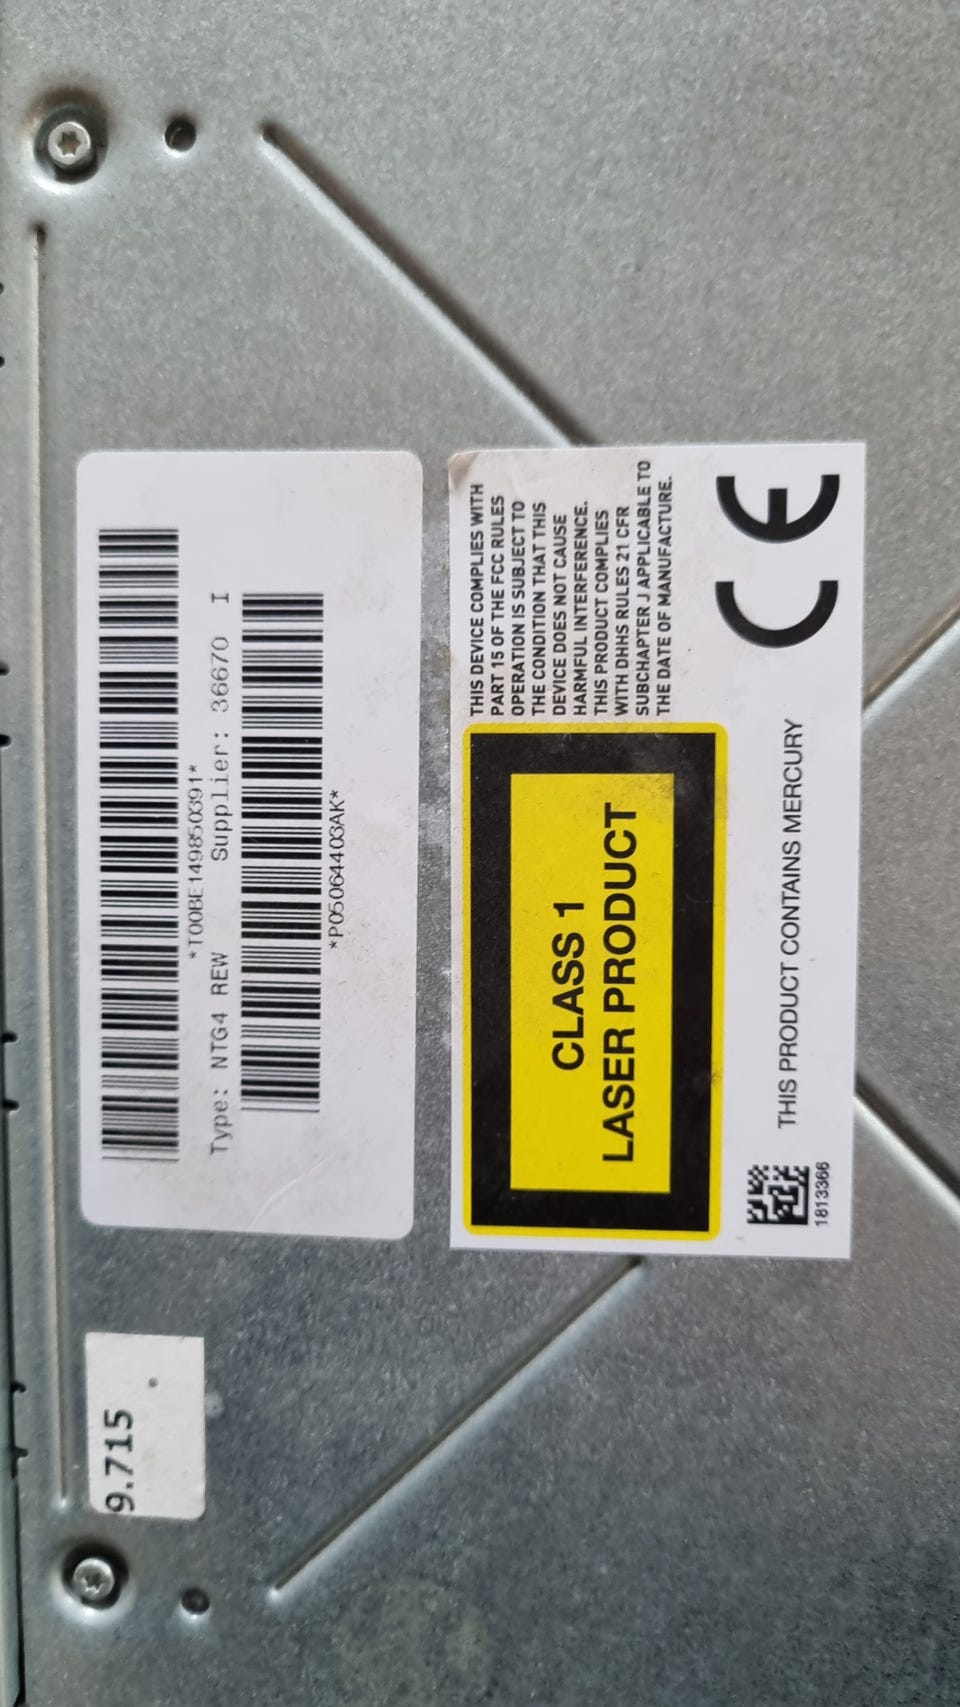 *T00BE149850391*
Type: NTG4 REW Supplier: 36670 I
*P05064403AK*
THIS DEVICE COMPLIES WITH
PART 15 OF THE FCC RULES
OPERATION IS SUBJECT TO
THE CONDITION THAT THIS
DEVICE DOES NOT CAUSE
HARMFUL INTERFERENCE.
THIS PRODUCT COMPLIES
WITH DHHS RULES 21 CFR
SUBCHAPTER J APPLICABLE TO
THE DATE OF MANUFACTURE.
CLASS 1
LASER PRODUCT
CE
THIS PRODUCT CONTAINS MERCURY
1813366
9.715